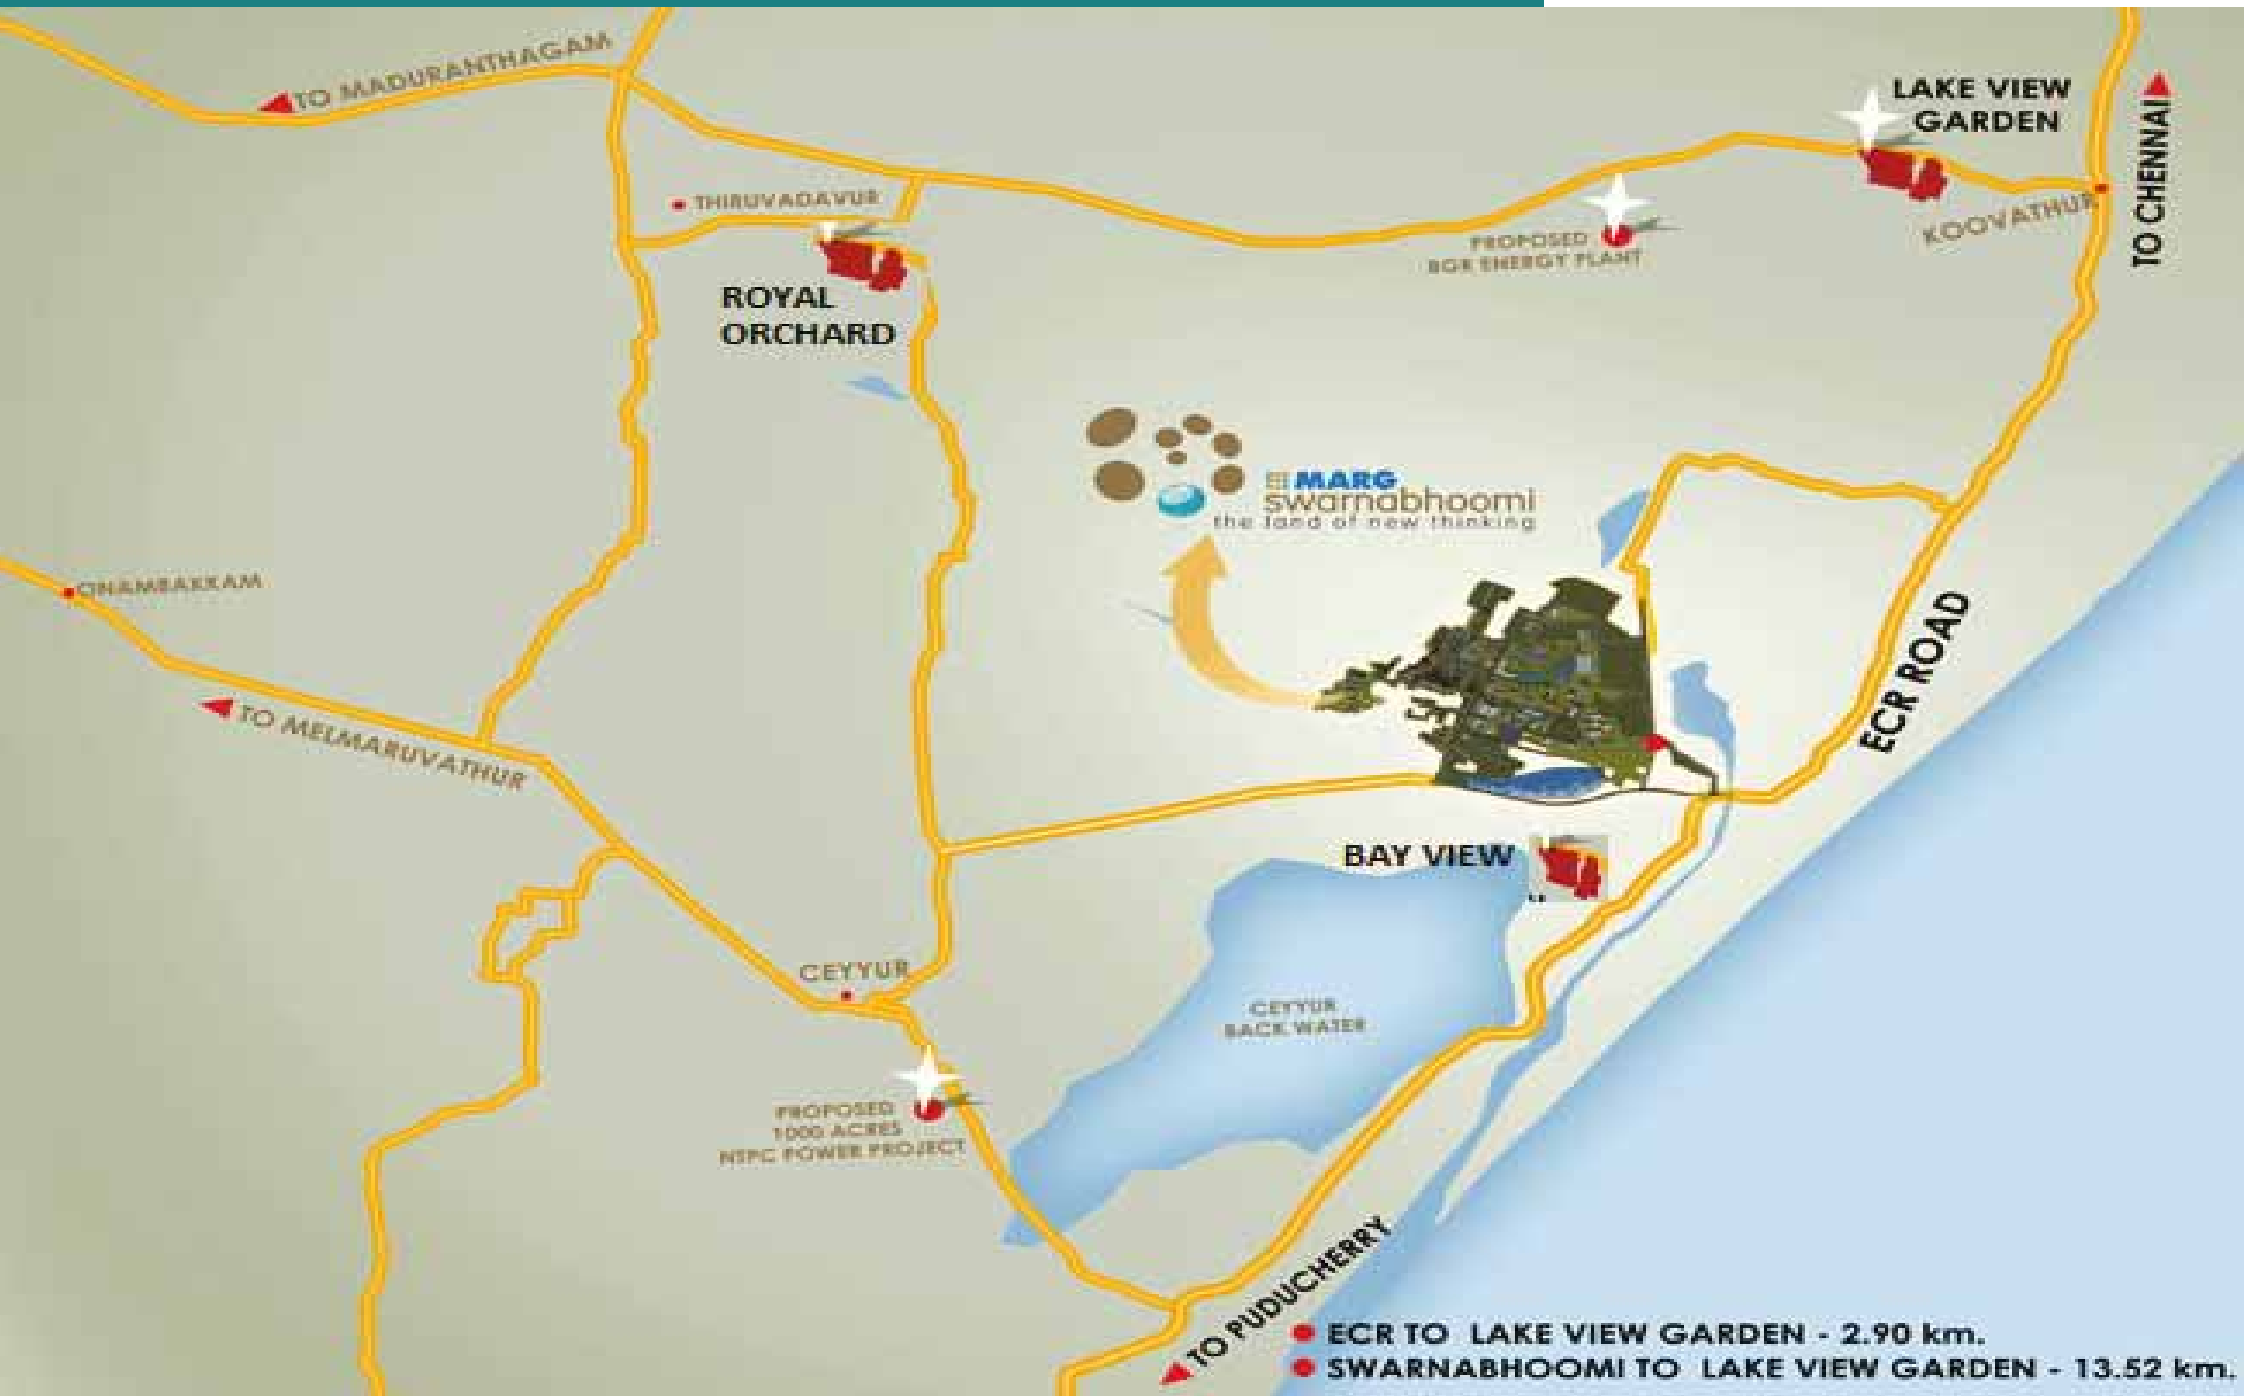 TO MADURANTHAGAM
LAKE VIEW
GARDEN
TO CHENNAI
THIRUVADAVUR
KOOVATHUR
PROPOSED
BGR ENERGY PLANT
ROYAL
ORCHARD
MARG
swarnabhoomi
the land of new thinking
ONAMBAKKAM
ECR ROAD
TO MELMARUVATHUR
BAY VIEW
CEYYUR
CEYYUR
BACK WATER
PROPOSED
1000 ACRES
NTPC POWER PROJECT
TO PUDUCHERRY
ECR TO LAKE VIEW GARDEN - 2.90 km.
SWARNABHOOMI TO LAKE VIEW GARDEN - 13.52 km.